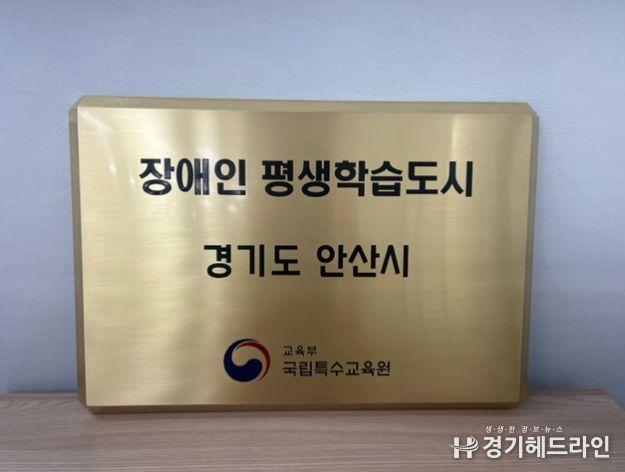 장애인 평생학습도시
경기도 안산시
교육부
국립특수교육원
생·생·한 경·보·뉴·스
경기헤드라인